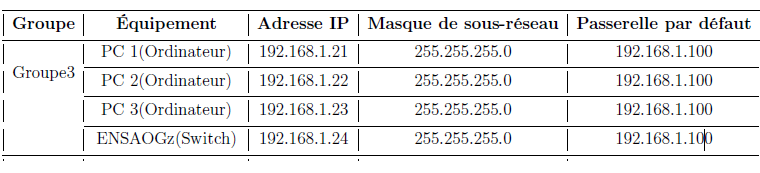 Groupe Équipement Adresse IP Masque de sous-réseau Passerelle par défaut
PC 1(Ordinateur) 192.168.1.21 255.255.255.0 192.168.1.100
Groupe3
PC 2(Ordinateur) 192.168.1.22 255.255.255.0 192.168.1.100
PC 3(Ordinateur) 192.168.1.23 255.255.255.0 192.168.1.100
ENSAOGz(Switch) 192.168.1.24 255.255.255.0 192.168.1.100